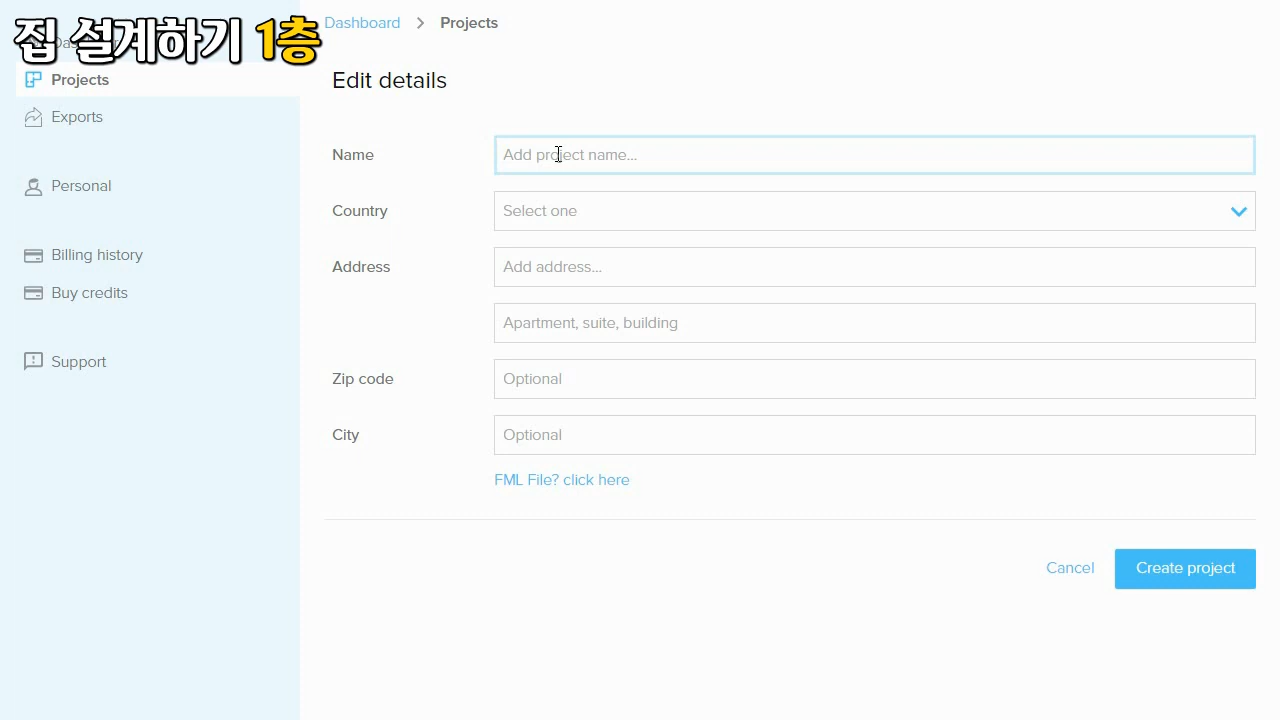 집 설계하기 1층
Dashboard > Projects
Projects
Exports
Personal
Billing history
Buy credits
Support
Edit details
Name
Add project name...
Country
Select one
Address
Add address...
Apartment, suite, building
Zip code
Optional
City
Optional
FML File? click here
Cancel
Create project